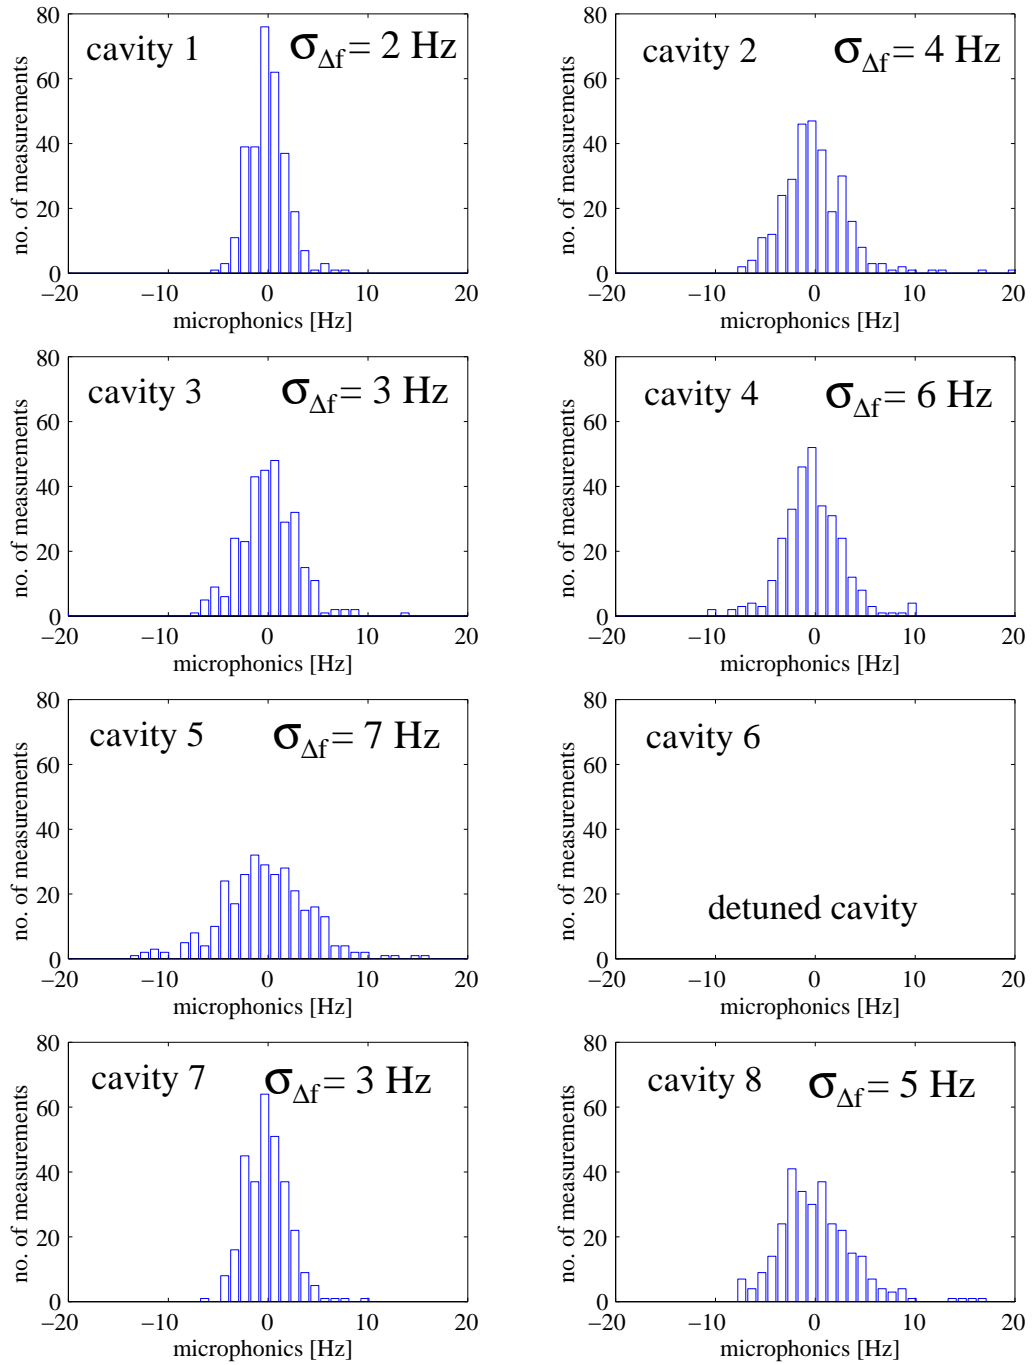 cavity 1
σΔf = 2 Hz
80
60
40
20
0
no. of measurements
−20 −10 0 10 20
microphonics [Hz]
cavity 2
σΔf = 4 Hz
80
60
40
20
0
no. of measurements
−20 −10 0 10 20
microphonics [Hz]
cavity 3
σΔf = 3 Hz
80
60
40
20
0
no. of measurements
−20 −10 0 10 20
microphonics [Hz]
cavity 4
σΔf = 6 Hz
80
60
40
20
0
no. of measurements
−20 −10 0 10 20
microphonics [Hz]
cavity 5
σΔf = 7 Hz
80
60
40
20
0
no. of measurements
−20 −10 0 10 20
microphonics [Hz]
cavity 6
detuned cavity
80
60
40
20
0
no. of measurements
−20 −10 0 10 20
microphonics [Hz]
cavity 7
σΔf = 3 Hz
80
60
40
20
0
no. of measurements
−20 −10 0 10 20
microphonics [Hz]
cavity 8
σΔf = 5 Hz
80
60
40
20
0
no. of measurements
−20 −10 0 10 20
microphonics [Hz]